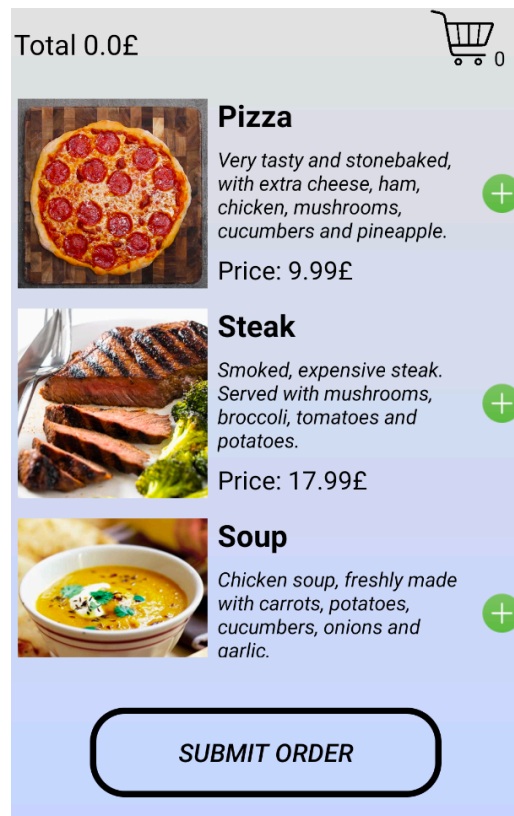 Total 0.0£
0
Pizza
Very tasty and stonebaked,
with extra cheese, ham,
chicken, mushrooms,
cucumbers and pineapple.
Price: 9.99£
Steak
Smoked, expensive steak.
Served with mushrooms,
broccoli, tomatoes and
potatoes.
Price: 17.99£
Soup
Chicken soup, freshly made
with carrots, potatoes,
cucumbers, onions and
garlic.
SUBMIT ORDER